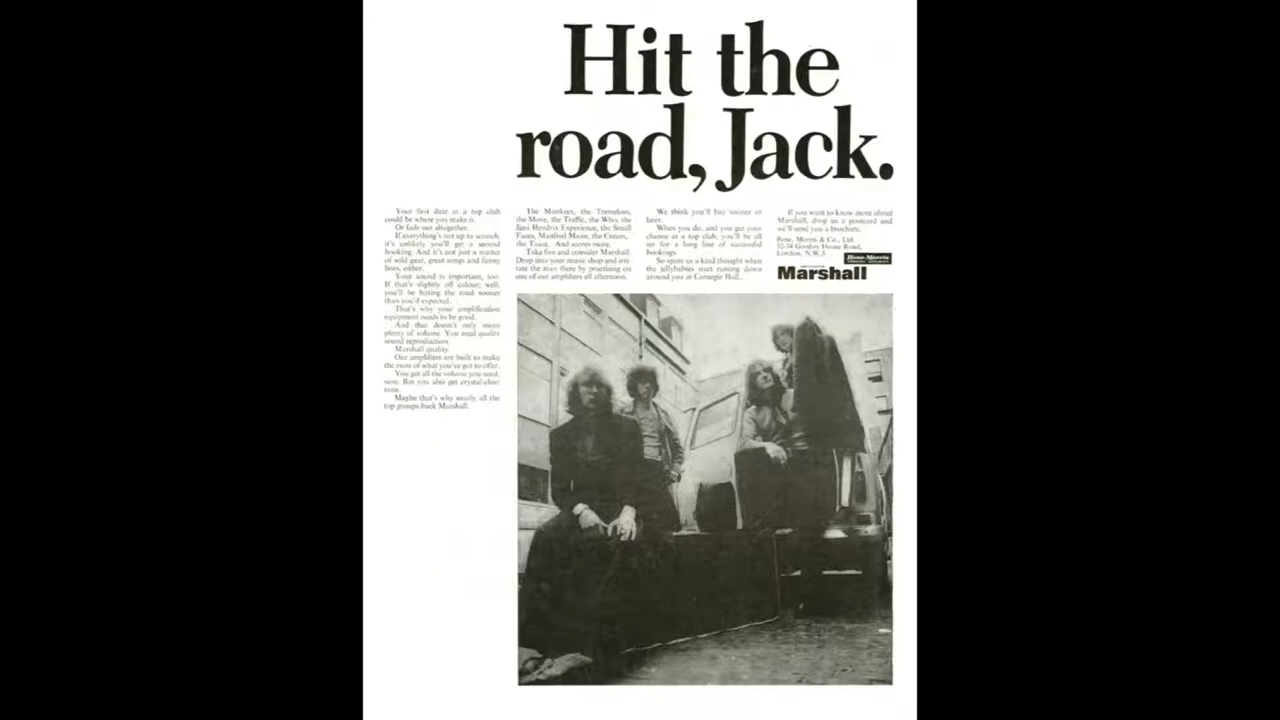 Hit the
road, Jack.
Your first date at a top club
could be where you make it.
Or fade out altogether.
If everything's not up to scratch,
it's unlikely you'll get a second
booking. And it's not just a matter
of wild gear, great songs and funny
lines, either.
Your sound is important, too.
If that's slightly off colour; well,
you'll be hitting the road sooner
than you'd expected.
That's why your amplification
equipment needs to be good.
And that doesn't only mean
plenty of volume. You need quality
sound reproduction.
Marshall quality.
Our amplifiers are built to make
the most of what you've got to offer.
You get all the volume you need,
sure. But you also get crystal-clear
tone.
Maybe that's why nearly all the
top groups back Marshall.
The Monkees, the Tremeloes,
the Move, the Traffic, the Who, the
Jimi Hendrix Experience, the Small
Faces, Manfred Mann, the Cream,
the Toast. And scores more.
Take five and consider Marshall.
Drop into your music shop and irri-
tate the man there by practising on
one of our amplifiers all afternoon.
We think you'll buy sooner or
later.
When you do, and you get your
chance at a top club, you'll be all
set for a long line of successful
bookings.
So spare us a kind thought when
the jellybabies start raining down
around you at Carnegie Hall.
If you want to know more about
Marshall, drop us a postcard and
we'll send you a brochure.
Rose, Morris & Co., Ltd.
32-34 Gordon House Road,
London, N.W.5
Rose-Morris
Marshall